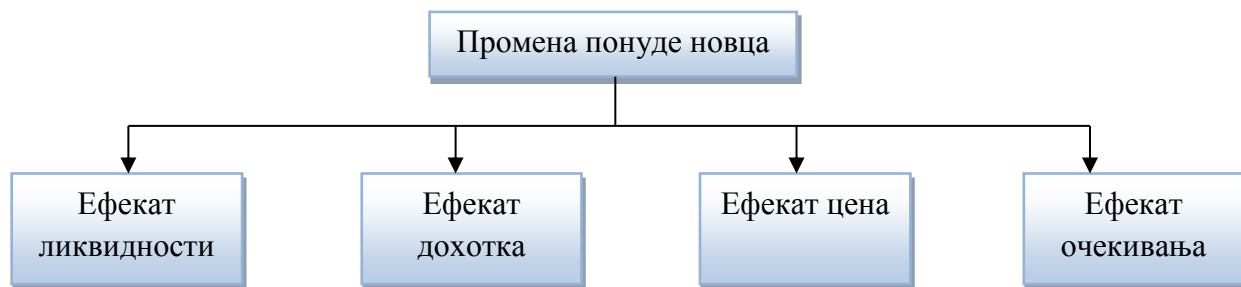 Промена понуде новца
Ефекат
ликвидности
Ефекат
дохотка
Ефекат цена
Ефекат
очекивања